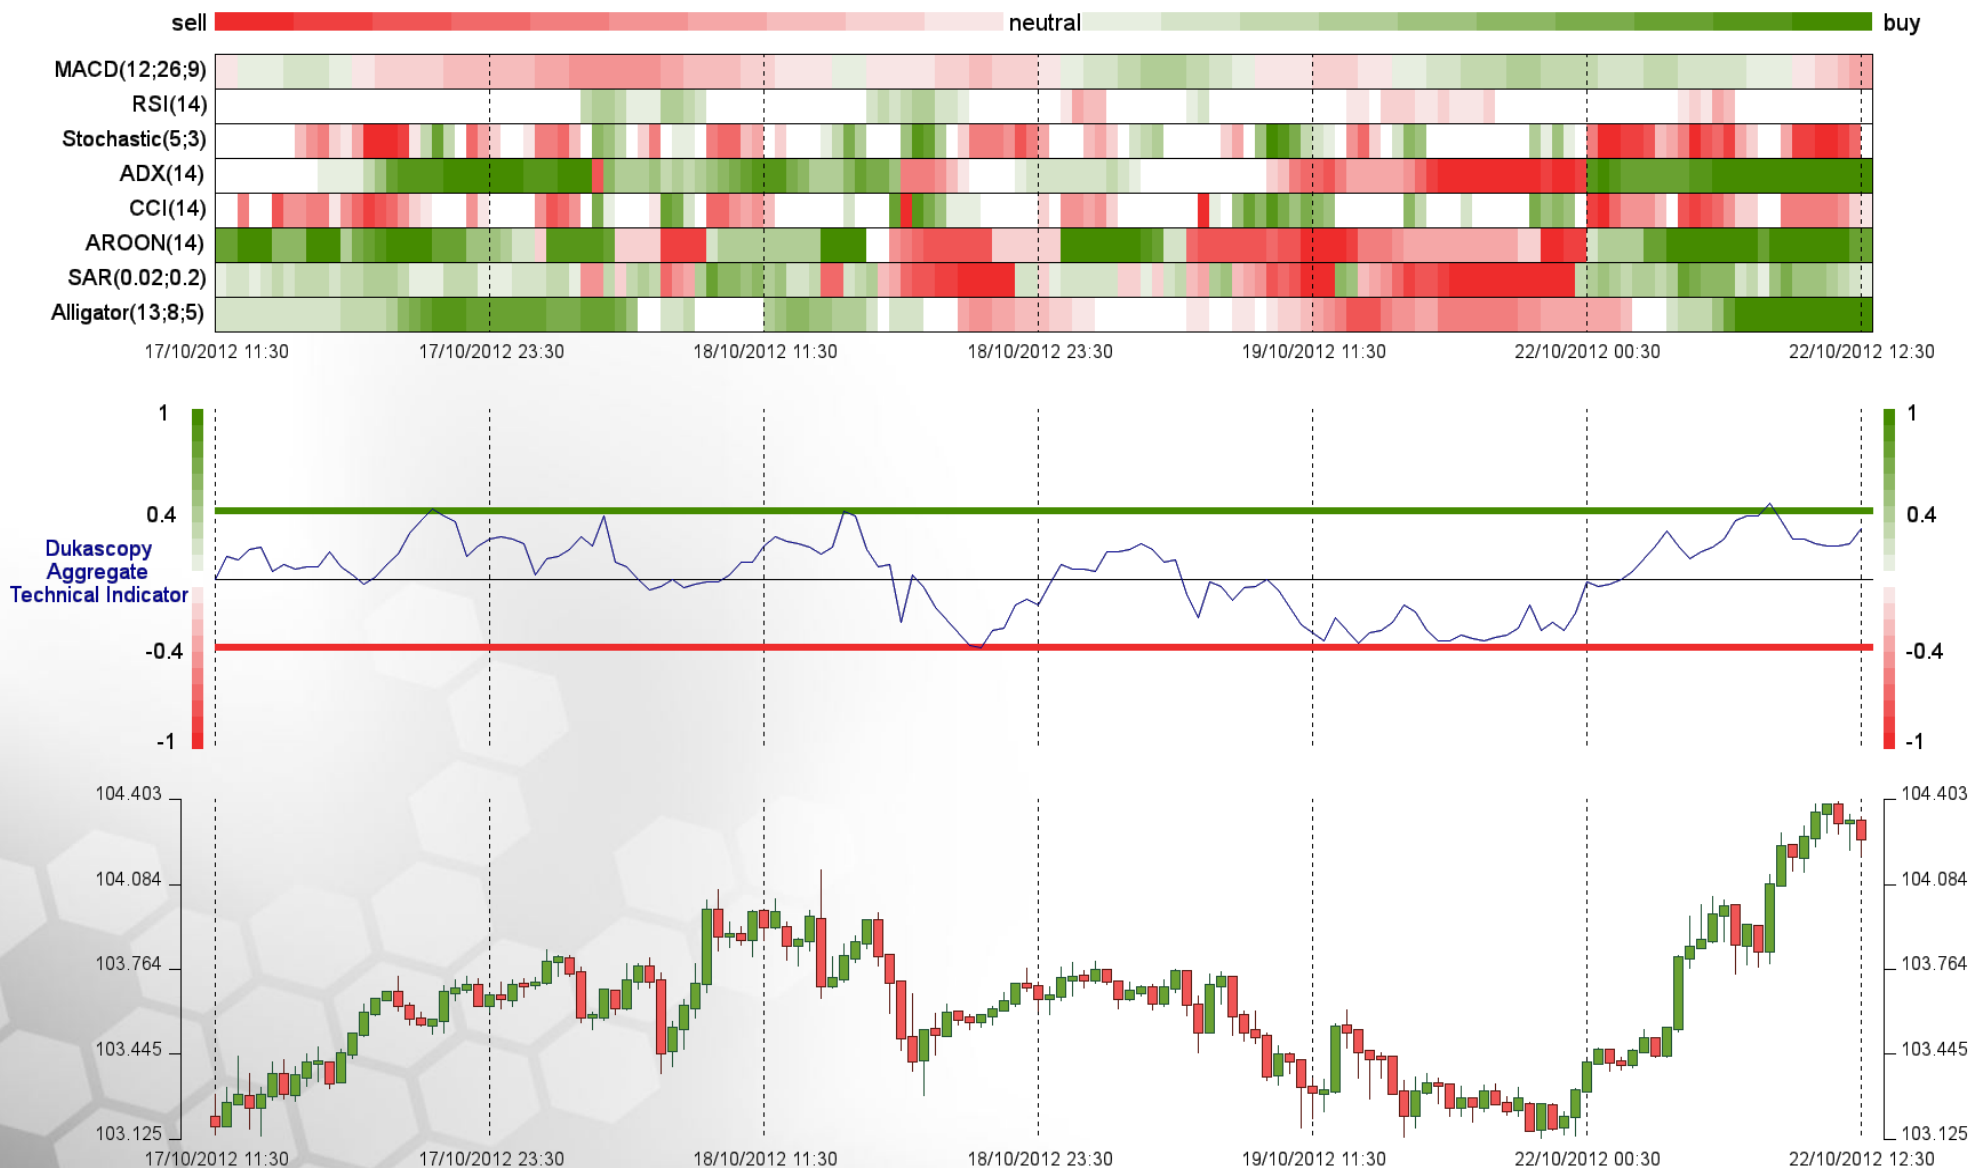 sell neutral buy
MACD(12;26;9)
RSI(14)
Stochastic(5;3)
ADX(14)
CCI(14)
AROON(14)
SAR(0.02;0.2)
Alligator(13;8;5)
17/10/2012 11:30 17/10/2012 23:30 18/10/2012 11:30 18/10/2012 23:30 19/10/2012 11:30 22/10/2012 00:30 22/10/2012 12:30
1 1
0.4 0.4
Dukascopy
Aggregate
Technical Indicator
-0.4 -0.4
-1 -1
104.403 104.403
104.084 104.084
103.764 103.764
103.445 103.445
103.125 103.125
17/10/2012 11:30 17/10/2012 23:30 18/10/2012 11:30 18/10/2012 23:30 19/10/2012 11:30 22/10/2012 00:30 22/10/2012 12:30